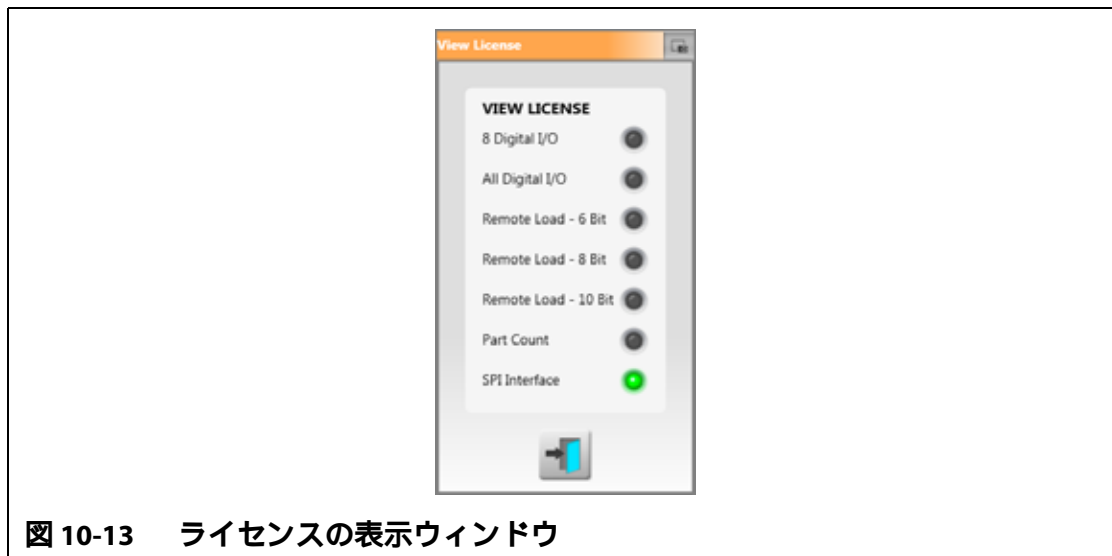 View License
VIEW LICENSE
8 Digital I/O
All Digital I/O
Remote Load - 6 Bit
Remote Load - 8 Bit
Remote Load - 10 Bit
Part Count
SPI Interface
図 10-13 ライセンスの表示ウィンドウ